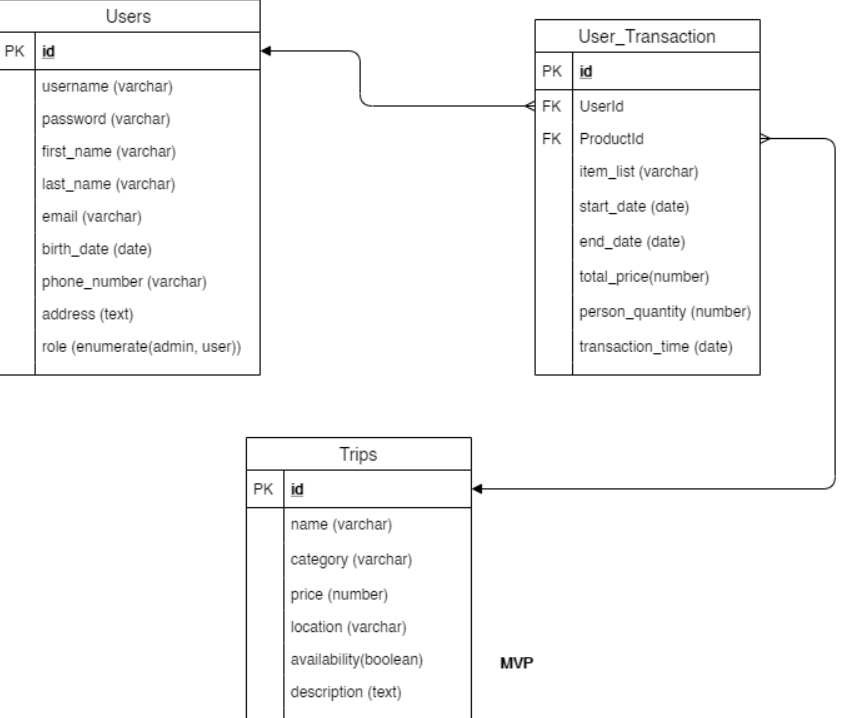 Users
PK id
username (varchar)
password (varchar)
first_name (varchar)
last_name (varchar)
email (varchar)
birth_date (date)
phone_number (varchar)
address (text)
role (enumerate(admin, user))
User_Transaction
PK id
FK UserId
FK ProductId
item_list (varchar)
start_date (date)
end_date (date)
total_price(number)
person_quantity (number)
transaction_time (date)
Trips
PK id
name (varchar)
category (varchar)
price (number)
location (varchar)
availability(boolean)
description (text)
MVP